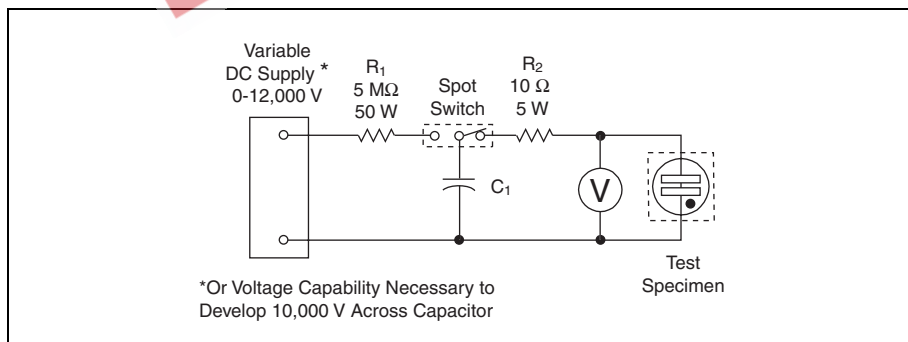 Variable
DC Supply *
0-12,000 V
R1
5 MΩ
50 W
Spot
Switch
R2
10 Ω
5 W
C1
V
Test
Specimen
*Or Voltage Capability Necessary to
Develop 10,000 V Across Capacitor